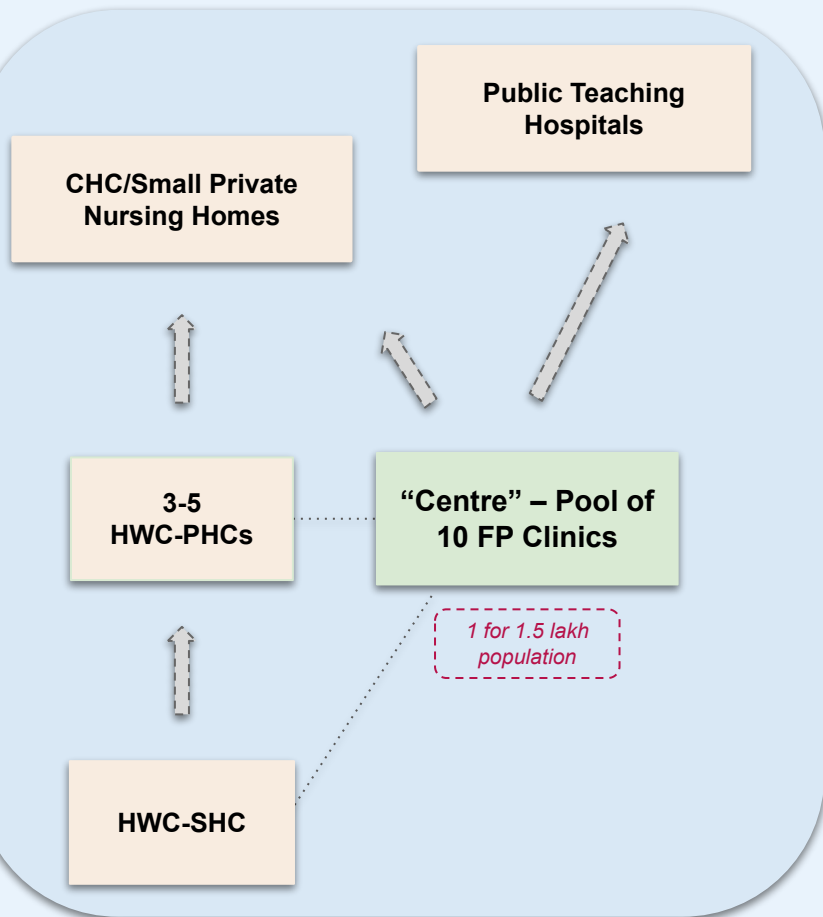 Public Teaching
Hospitals
CHC/Small Private
Nursing Homes
3-5
HWC-PHCs
“Centre” – Pool of
10 FP Clinics
1 for 1.5 lakh
population
HWC-SHC